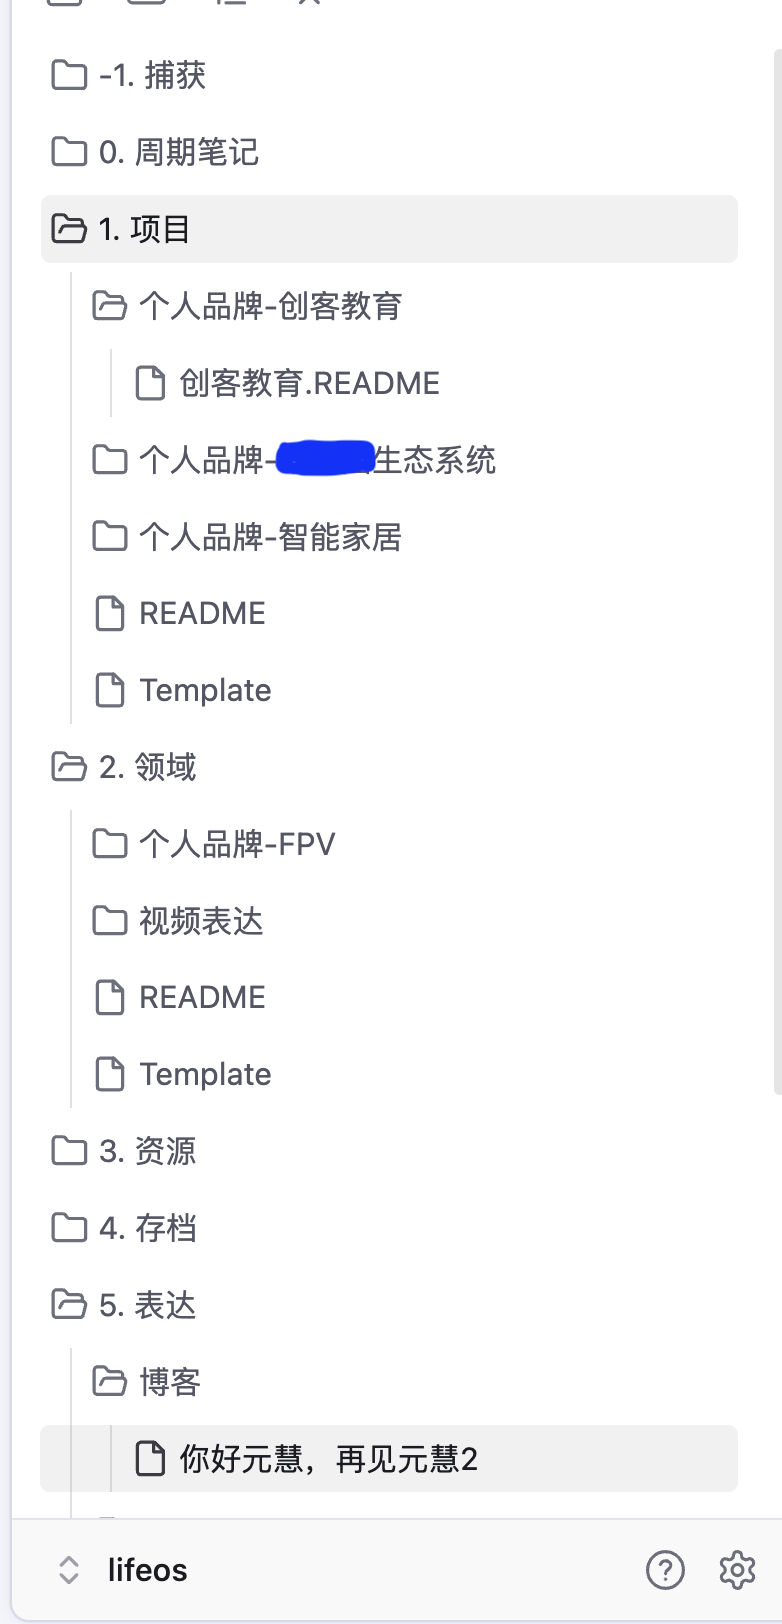 -1. 捕获
0. 周期笔记
1. 项目
个人品牌-创客教育
创客教育.README
个人品牌-生态系统
个人品牌-智能家居
README
Template
2. 领域
个人品牌-FPV
视频表达
README
Template
3. 资源
4. 存档
5. 表达
博客
你好元慧，再见元慧2
lifeos